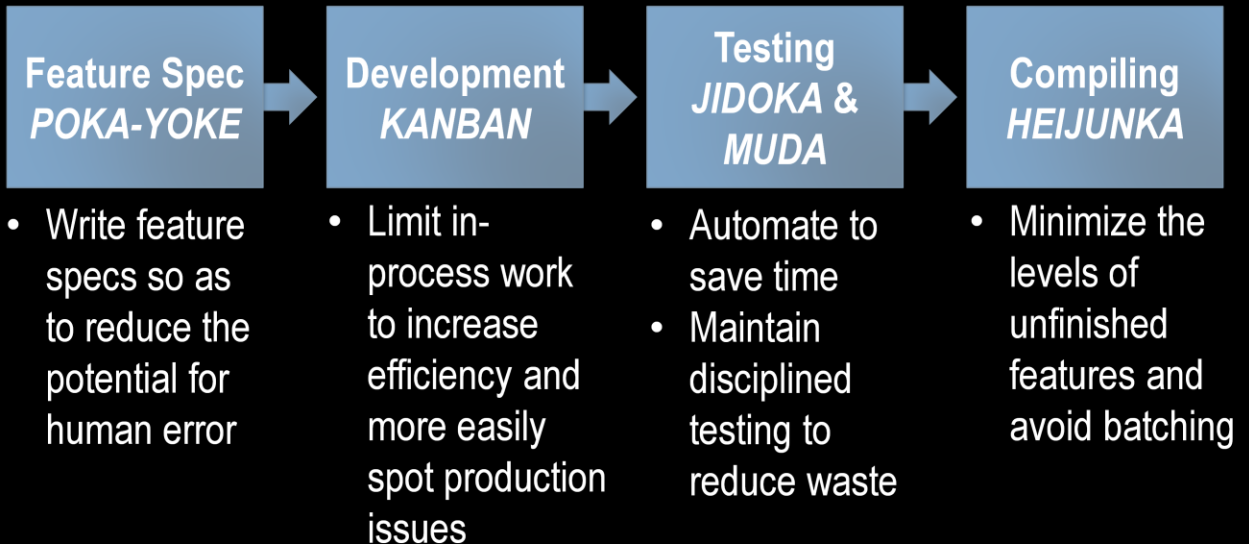 Feature Spec
POKA-YOKE
• Write feature
specs so as
to reduce the
potential for
human error
Development
KANBAN
• Limit in-
process work
to increase
efficiency and
more easily
spot production
issues
Testing
JIDOKA &
MUDA
• Automate to
save time
• Maintain
disciplined
testing to
reduce waste
Compiling
HEIJUNKA
• Minimize the
levels of
unfinished
features and
avoid batching